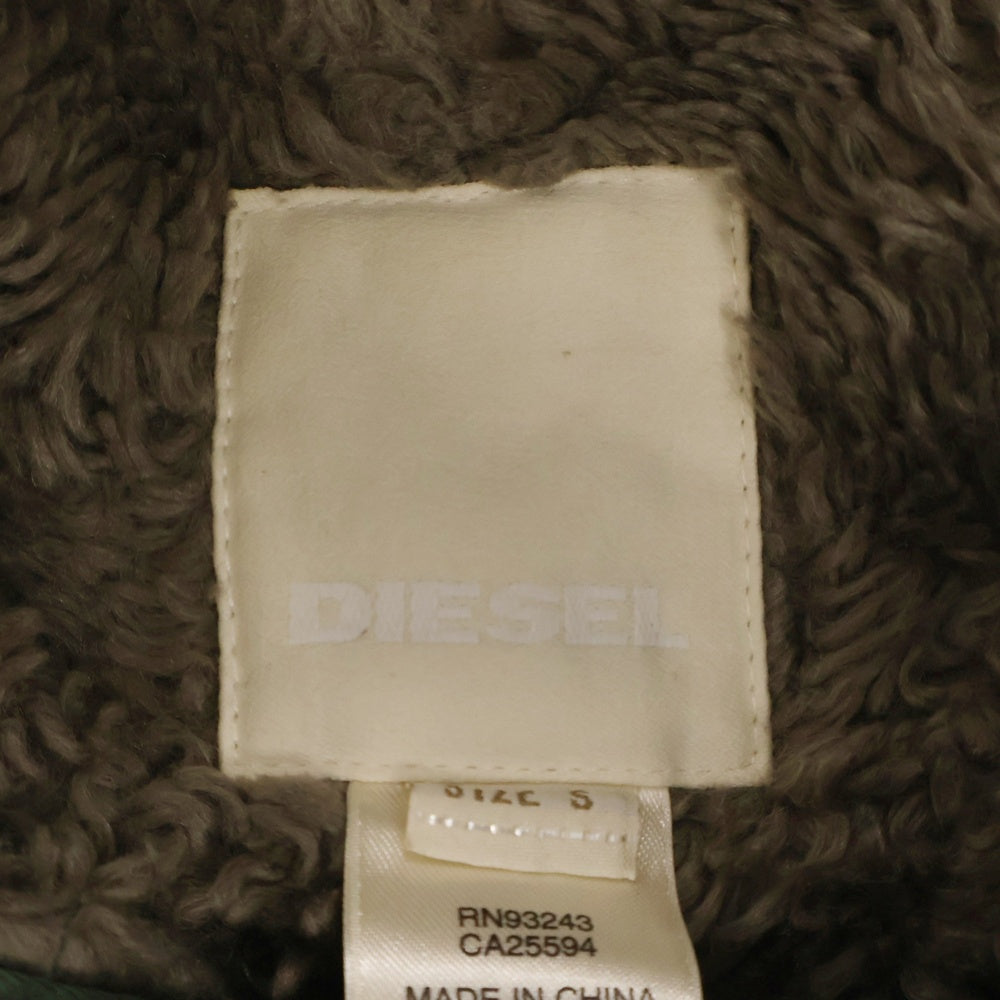 DIESEL
SIZE S
RN93243
CA25594
MADE IN CHINA